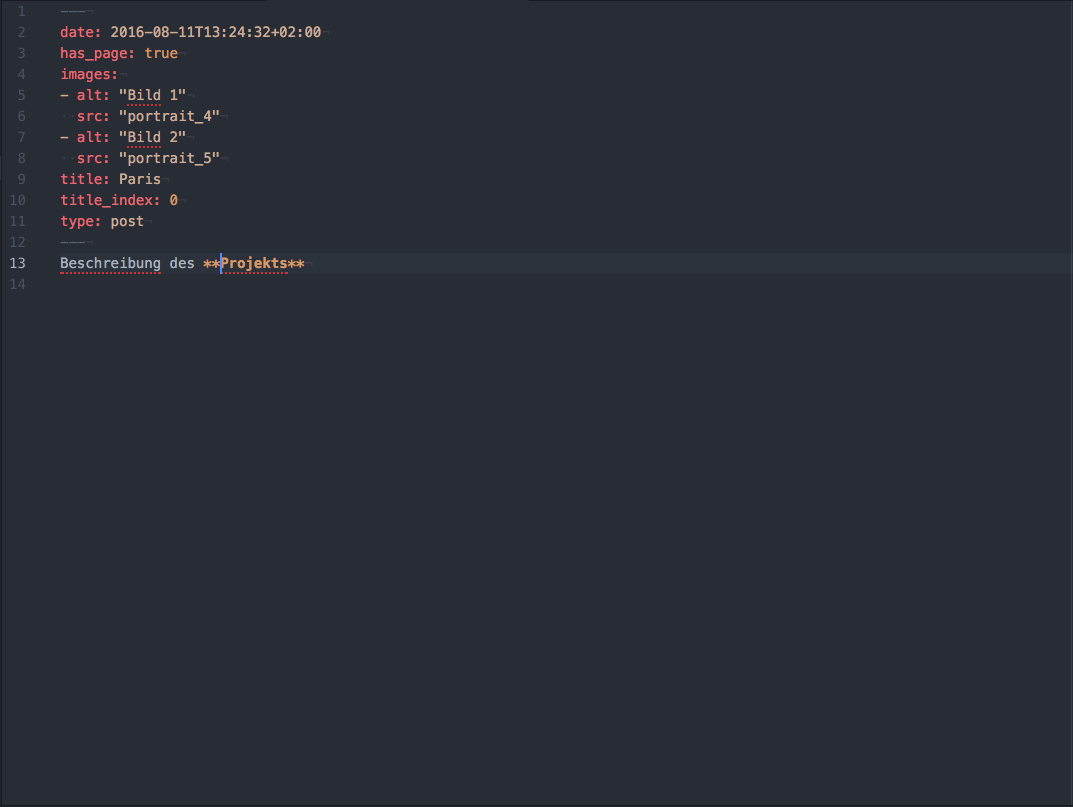 1 ---
2 date: 2016-08-11T13:24:32+02:00
3 has_page: true
4 images:
5 - alt: "Bild 1"
6   src: "portrait_4"
7 - alt: "Bild 2"
8   src: "portrait_5"
9 title: Paris
10 title_index: 0
11 type: post
12 ---
13 Beschreibung des **Projekts**
14